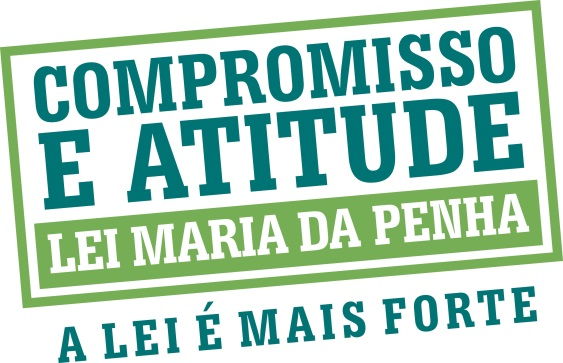 COMPROMISSO
E ATITUDE
LEI MARIA DA PENHA
A LEI É MAIS FORTE